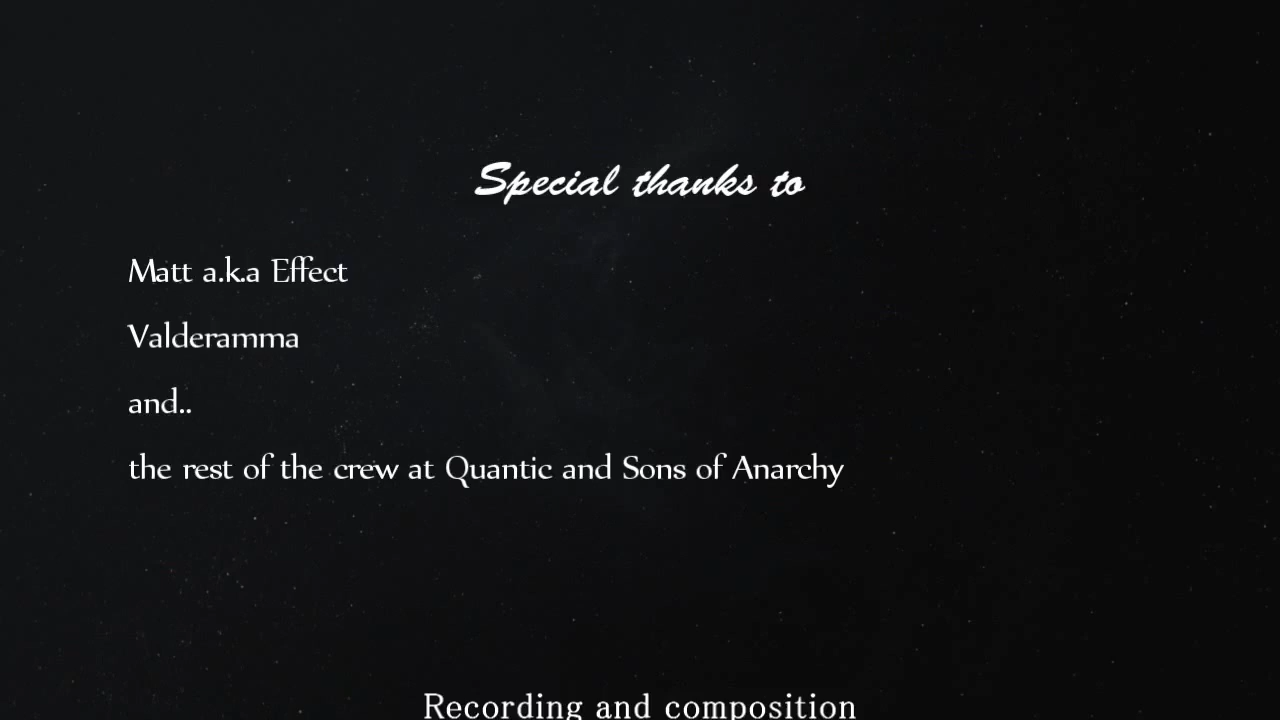 Special thanks to
Matt a.k.a Effect
Valderamma
and..
the rest of the crew at Quantic and Sons of Anarchy
Recording and composition